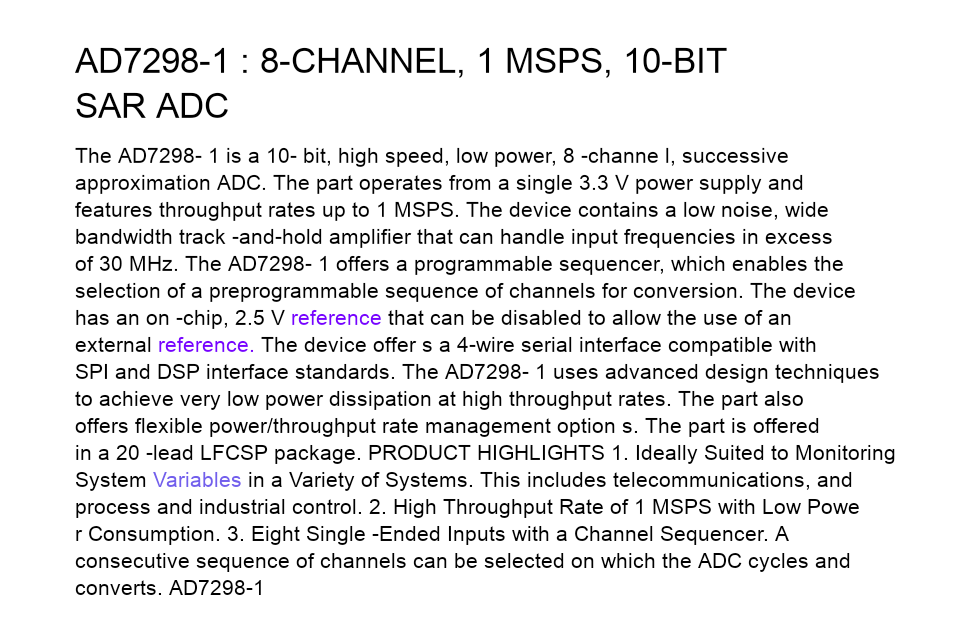 AD7298-1 : 8-CHANNEL, 1 MSPS, 10-BIT
SAR ADC
The AD7298- 1 is a 10- bit, high speed, low power, 8 -channe l, successive
approximation ADC. The part operates from a single 3.3 V power supply and
features throughput rates up to 1 MSPS. The device contains a low noise, wide
bandwidth track -and-hold amplifier that can handle input frequencies in excess
of 30 MHz. The AD7298- 1 offers a programmable sequencer, which enables the
selection of a preprogrammable sequence of channels for conversion. The device
has an on -chip, 2.5 V reference that can be disabled to allow the use of an
external reference. The device offer s a 4-wire serial interface compatible with
SPI and DSP interface standards. The AD7298- 1 uses advanced design techniques
to achieve very low power dissipation at high throughput rates. The part also
offers flexible power/throughput rate management option s. The part is offered
in a 20 -lead LFCSP package. PRODUCT HIGHLIGHTS 1. Ideally Suited to Monitoring
System Variables in a Variety of Systems. This includes telecommunications, and
process and industrial control. 2. High Throughput Rate of 1 MSPS with Low Powe
r Consumption. 3. Eight Single -Ended Inputs with a Channel Sequencer. A
consecutive sequence of channels can be selected on which the ADC cycles and
converts. AD7298-1